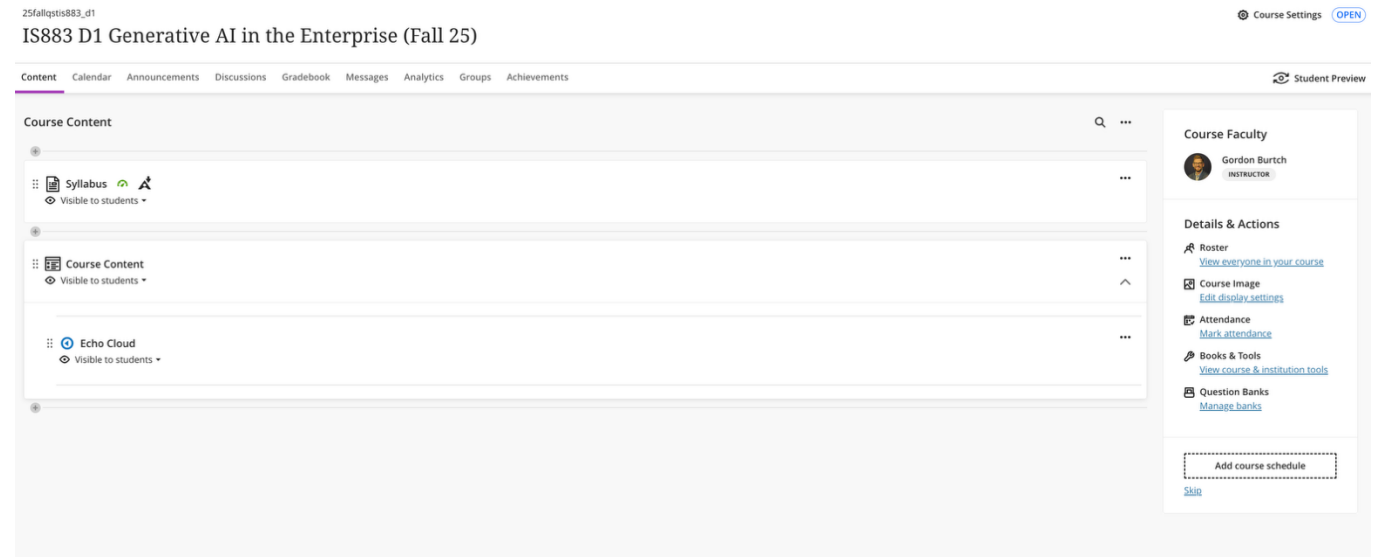 25fallqstis883_d1
Course Settings OPEN
IS883 D1 Generative AI in the Enterprise (Fall 25)
Content Calendar Announcements Discussions Gradebook Messages Analytics Groups Achievements
Student Preview
Course Content
Syllabus
Visible to students
Course Content
Visible to students
Echo Cloud
Visible to students
Course Faculty
Gordon Burtch
INSTRUCTOR
Details & Actions
Roster
View everyone in your course
Course Image
Edit display settings
Attendance
Mark attendance
Books & Tools
View course & institution tools
Question Banks
Manage banks
Add course schedule
Skip